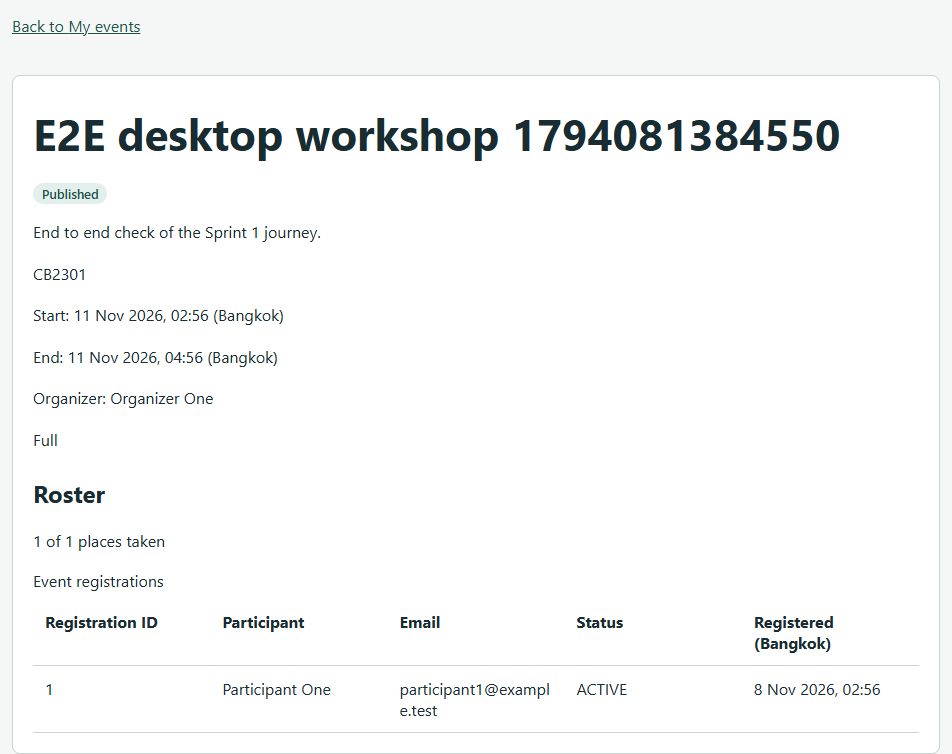 Back to My events
E2E desktop workshop 1794081384550
Published
End to end check of the Sprint 1 journey.
CB2301
Start: 11 Nov 2026, 02:56 (Bangkok)
End: 11 Nov 2026, 04:56 (Bangkok)
Organizer: Organizer One
Full
Roster
1 of 1 places taken
Event registrations
Registration ID Participant Email Status Registered
(Bangkok)
1 Participant One participant1@exampl ACTIVE 8 Nov 2026, 02:56
e.test